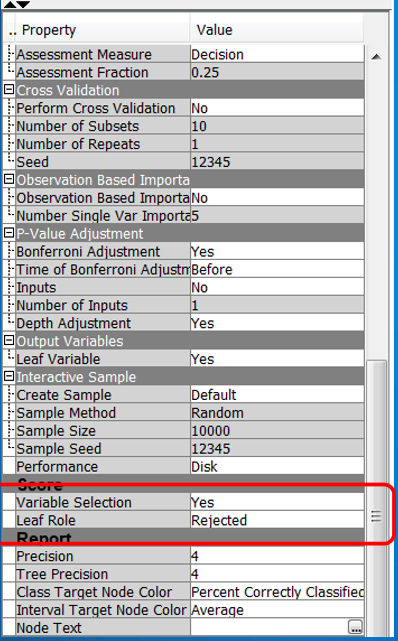 .. Property Value
Assessment Measure Decision
Assessment Fraction 0.25
Cross Validation
Perform Cross Validation No
Number of Subsets 10
Number of Repeats 1
Seed 12345
Observation Based Importa
Observation Based Importa No
Number Single Var Importa 5
P-Value Adjustment
Bonferroni Adjustment Yes
Time of Bonferroni Adjustm Before
Inputs No
Number of Inputs 1
Depth Adjustment Yes
Output Variables
Leaf Variable Yes
Interactive Sample
Create Sample Default
Sample Method Random
Sample Size 10000
Sample Seed 12345
Performance Disk
Score
Variable Selection Yes
Leaf Role Rejected
Report
Precision 4
Tree Precision 4
Class Target Node Color Percent Correctly Classified
Interval Target Node Color Average
Node Text ...